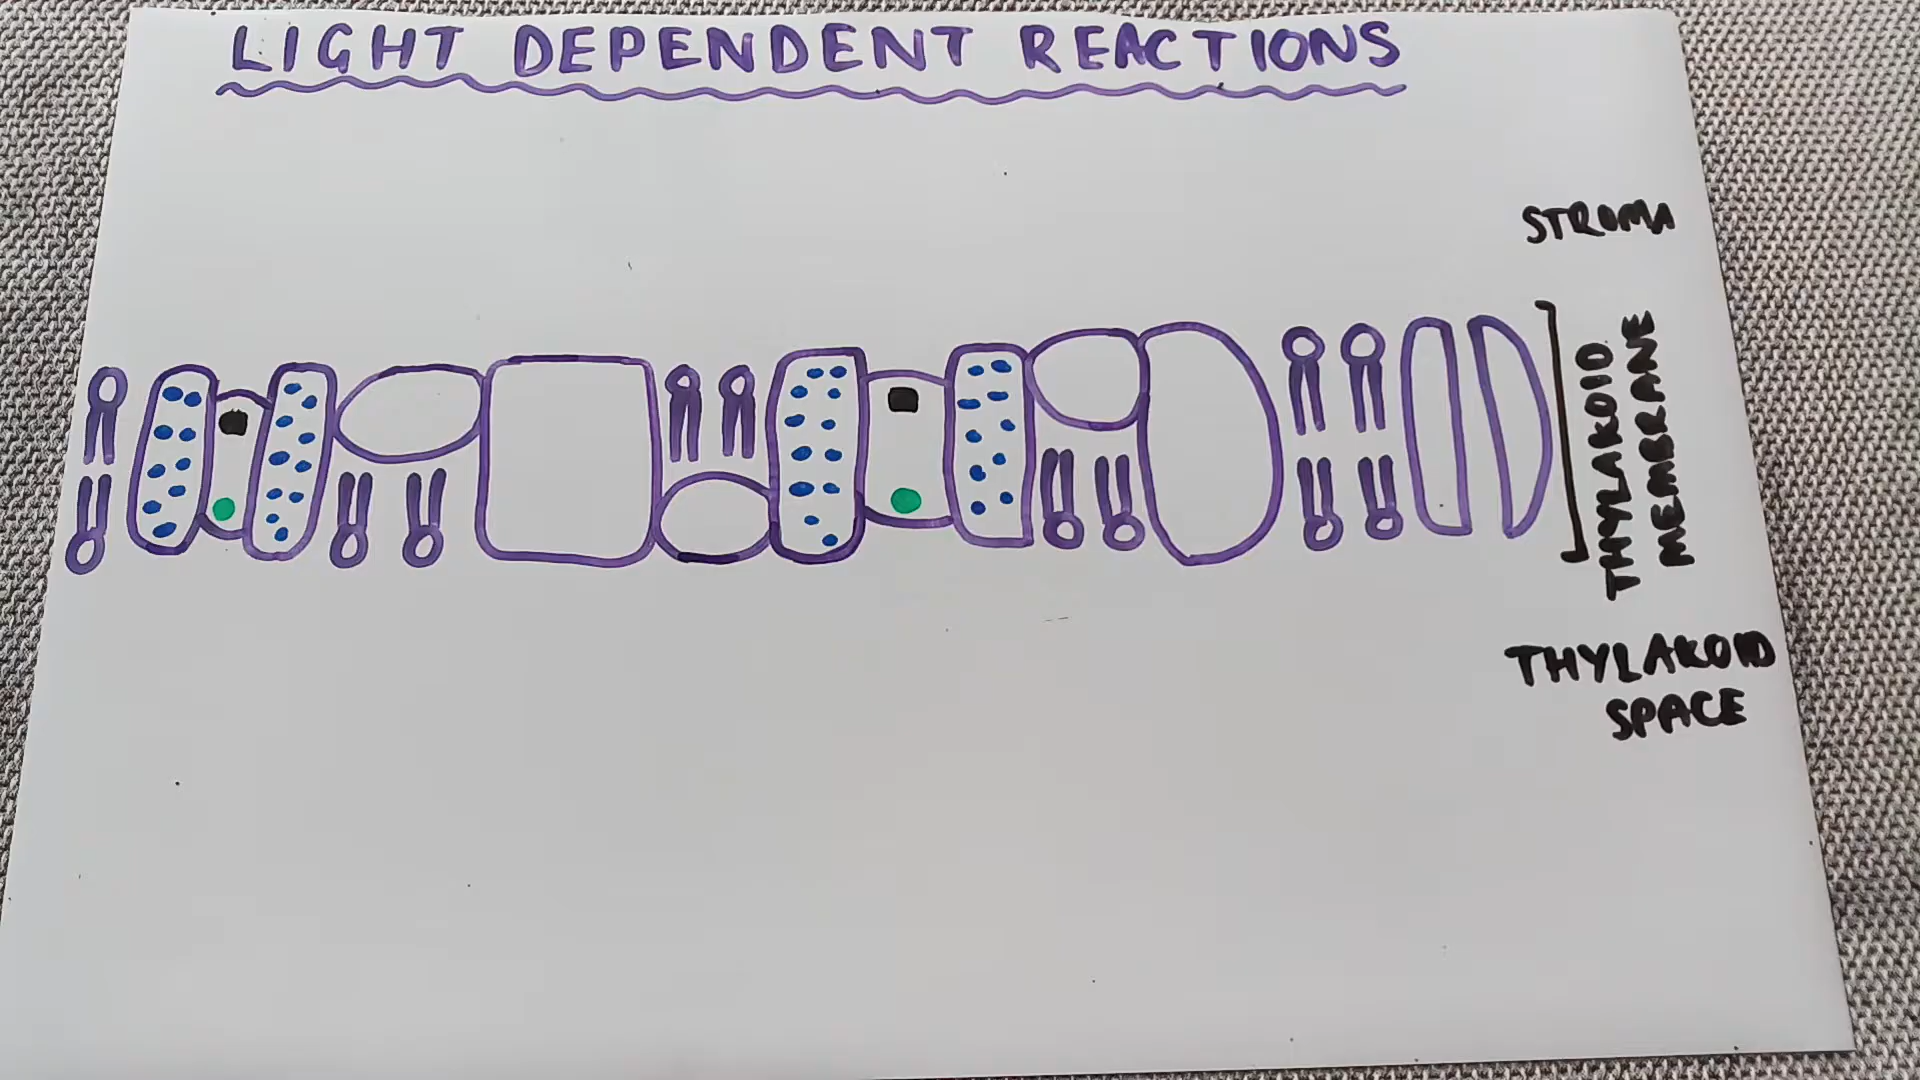 LIGHT DEPENDENT REACTIONS
STROMA
THYLAKOID
MEMBRANE
THYLAKOID
SPACE